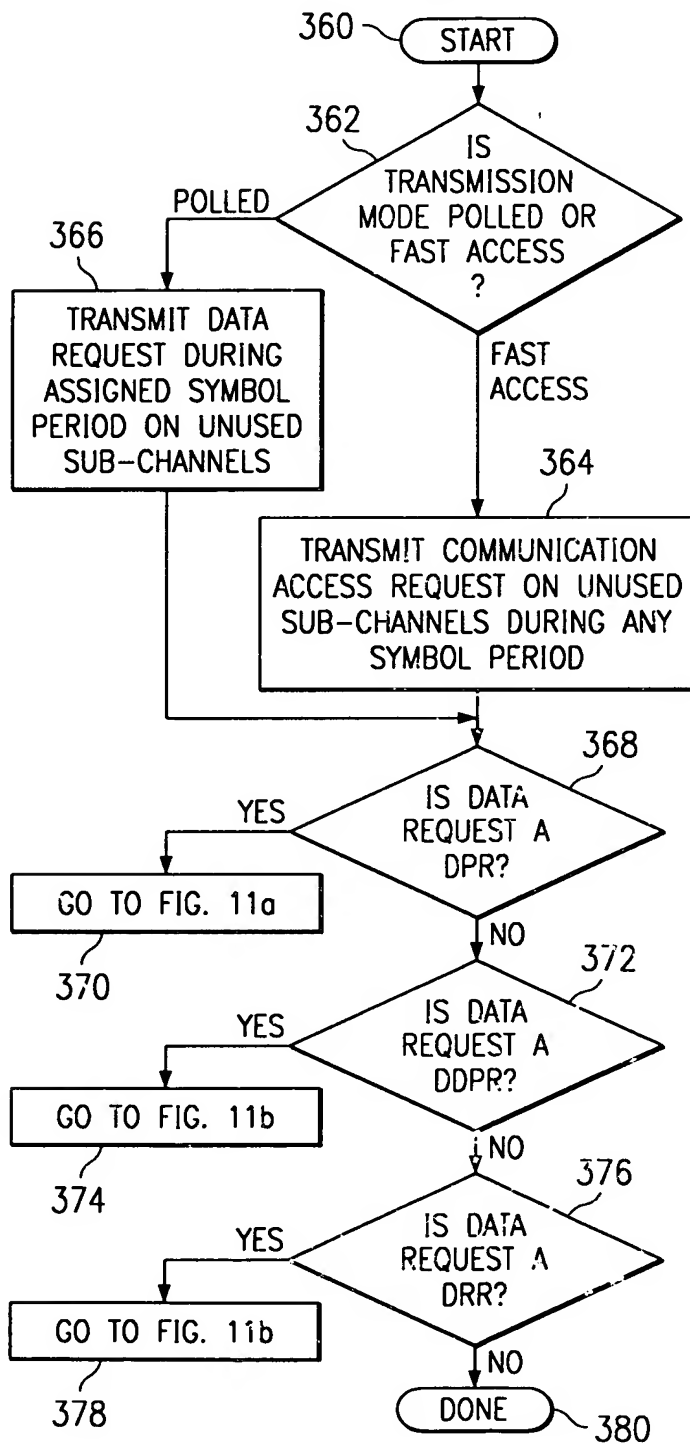 360
START
362
IS
TRANSMISSION
MODE POLLED OR
FAST ACCESS
?
POLLED
366
TRANSMIT DATA
REQUEST DURING
ASSIGNED SYMBOL
PERIOD ON UNUSED
SUB-CHANNELS
FAST
ACCESS
364
TRANSMIT COMMUNICATION
ACCESS REQUEST ON UNUSED
SUB-CHANNELS DURING ANY
SYMBOL PERIOD
368
IS DATA
REQUEST A
DPR?
YES
GO TO FIG. 11a
370
NO
372
IS DATA
REQUEST A
DDPR?
YES
GO TO FIG. 11b
374
NO
376
IS DATA
REQUEST A
DRR?
YES
GO TO FIG. 11b
378
NO
DONE
380